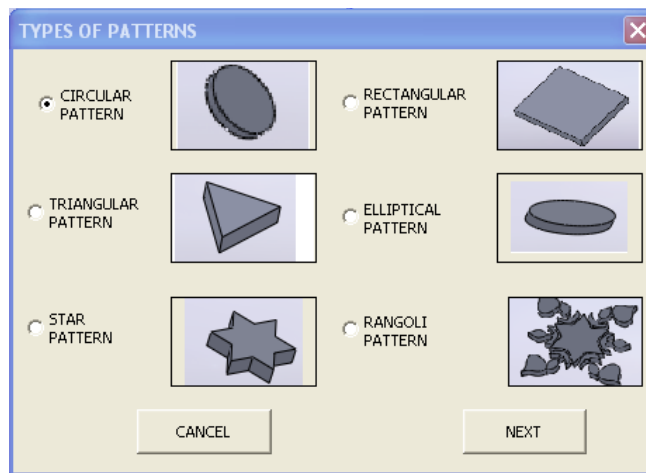 TYPES OF PATTERNS
CIRCULAR
PATTERN
RECTANGULAR
PATTERN
TRIANGULAR
PATTERN
ELLIPTICAL
PATTERN
STAR
PATTERN
RANGOLI
PATTERN
CANCEL
NEXT